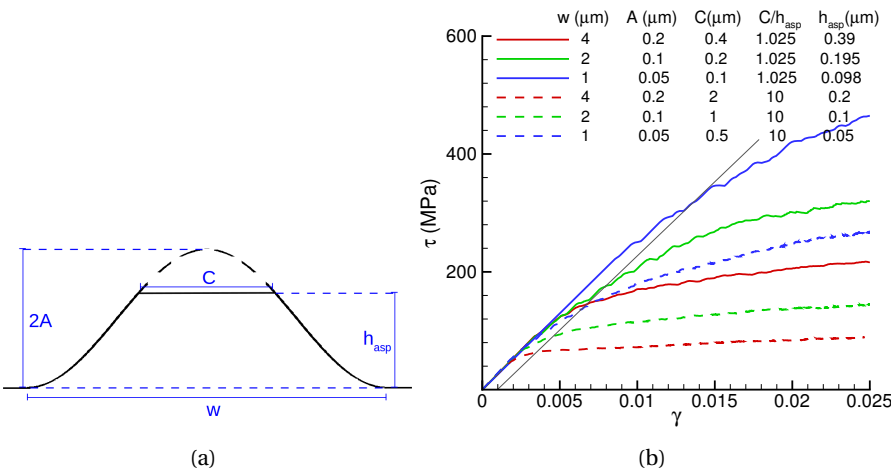 C
2A
h_asp
w
(a)
w (μm) A (μm) C(μm) C/h_asp h_asp(μm)
4 0.2 0.4 1.025 0.39
2 0.1 0.2 1.025 0.195
1 0.05 0.1 1.025 0.098
4 0.2 2 10 0.2
2 0.1 1 10 0.1
1 0.05 0.5 10 0.05
600
400
200
τ (MPa)
0 0.005 0.01 0.015 0.02 0.025
γ
(b)